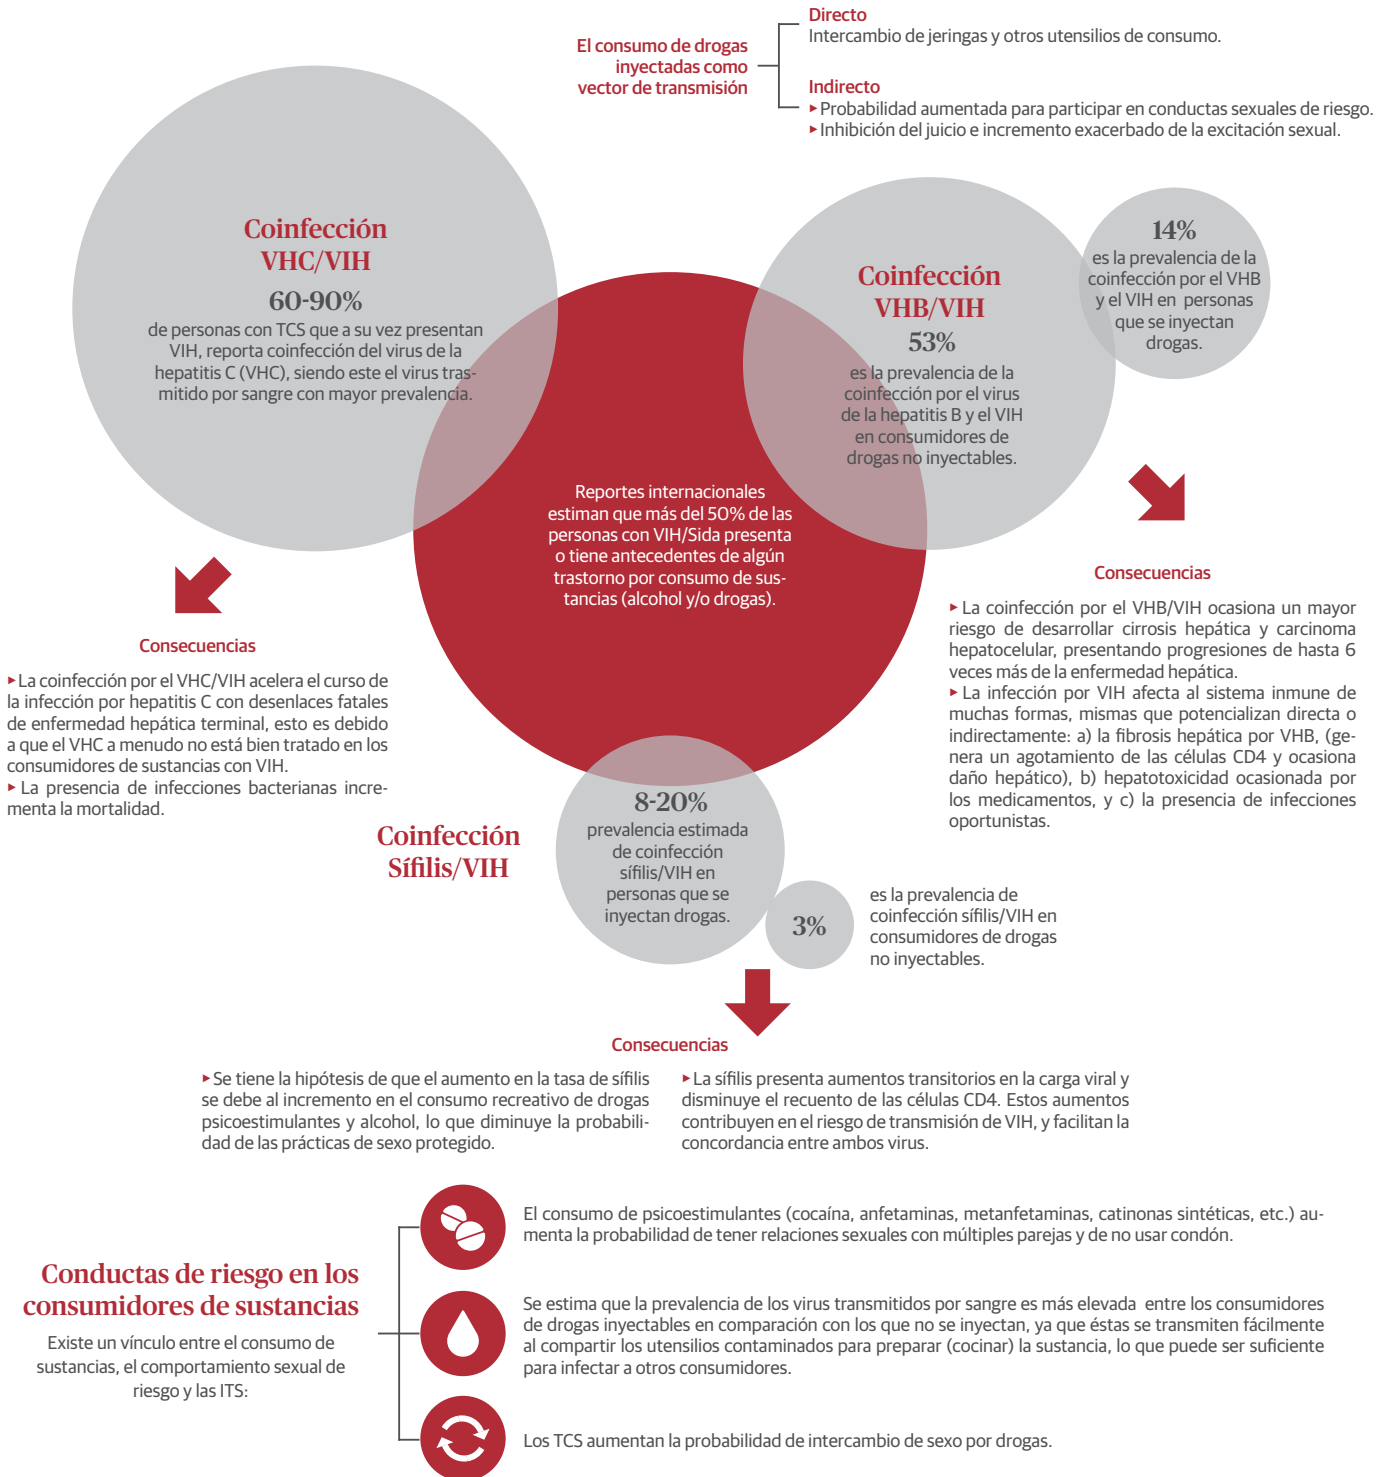 El consumo de drogas
inyectadas como
vector de transmisión
Directo
Intercambio de jeringas y otros utensilios de consumo.
Indirecto
▸ Probabilidad aumentada para participar en conductas sexuales de riesgo.
▸ Inhibición del juicio e incremento exacerbado de la excitación sexual.
Coinfección
VHC/VIH
60-90%
de personas con TCS que a su vez presentan
VIH, reporta coinfección del virus de la
hepatitis C (VHC), siendo este el virus tras-
mitido por sangre con mayor prevalencia.
Coinfección
VHB/VIH
53%
es la prevalencia de la
coinfección por el virus
de la hepatitis B y el VIH
en consumidores de
drogas no inyectables.
14%
es la prevalencia de la
coinfección por el VHB
y el VIH en personas
que se inyectan
drogas.
Reportes internacionales
estiman que más del 50% de las
personas con VIH/Sida presenta
o tiene antecedentes de algún
trastorno por consumo de sus-
tancias (alcohol y/o drogas).
Consecuencias
▸ La coinfección por el VHC/VIH acelera el curso de
la infección por hepatitis C con desenlaces fatales
de enfermedad hepática terminal, esto es debido
a que el VHC a menudo no está bien tratado en los
consumidores de sustancias con VIH.
▸ La presencia de infecciones bacterianas incre-
menta la mortalidad.
Consecuencias
▸ La coinfección por el VHB/VIH ocasiona un mayor
riesgo de desarrollar cirrosis hepática y carcinoma
hepatocelular, presentando progresiones de hasta 6
veces más de la enfermedad hepática.
▸ La infección por VIH afecta al sistema inmune de
muchas formas, mismas que potencializan directa o
indirectamente: a) la fibrosis hepática por VHB, (ge-
nera un agotamiento de las células CD4 y ocasiona
daño hepático), b) hepatotoxicidad ocasionada por
los medicamentos, y c) la presencia de infecciones
oportunistas.
Coinfección
Sífilis/VIH
8-20%
prevalencia estimada
de coinfección
sífilis/VIH en
personas que se
inyectan drogas.
3%
es la prevalencia de
coinfección sífilis/VIH en
consumidores de drogas
no inyectables.
Consecuencias
▸ Se tiene la hipótesis de que el aumento en la tasa de sífilis
se debe al incremento en el consumo recreativo de drogas
psicoestimulantes y alcohol, lo que diminuye la probabili-
dad de las prácticas de sexo protegido.
▸ La sífilis presenta aumentos transitorios en la carga viral y
disminuye el recuento de las células CD4. Estos aumentos
contribuyen en el riesgo de transmisión de VIH, y facilitan la
concordancia entre ambos virus.
Conductas de riesgo en los
consumidores de sustancias
Existe un vínculo entre el consumo de
sustancias, el comportamiento sexual de
riesgo y las ITS:
El consumo de psicoestimulantes (cocaína, anfetaminas, metanfetaminas, catinonas sintéticas, etc.) au-
menta la probabilidad de tener relaciones sexuales con múltiples parejas y de no usar condón.
Se estima que la prevalencia de los virus transmitidos por sangre es más elevada entre los consumidores
de drogas inyectables en comparación con los que no se inyectan, ya que éstas se transmiten fácilmente
al compartir los utensilios contaminados para preparar (cocinar) la sustancia, lo que puede ser suficiente
para infectar a otros consumidores.
Los TCS aumentan la probabilidad de intercambio de sexo por drogas.